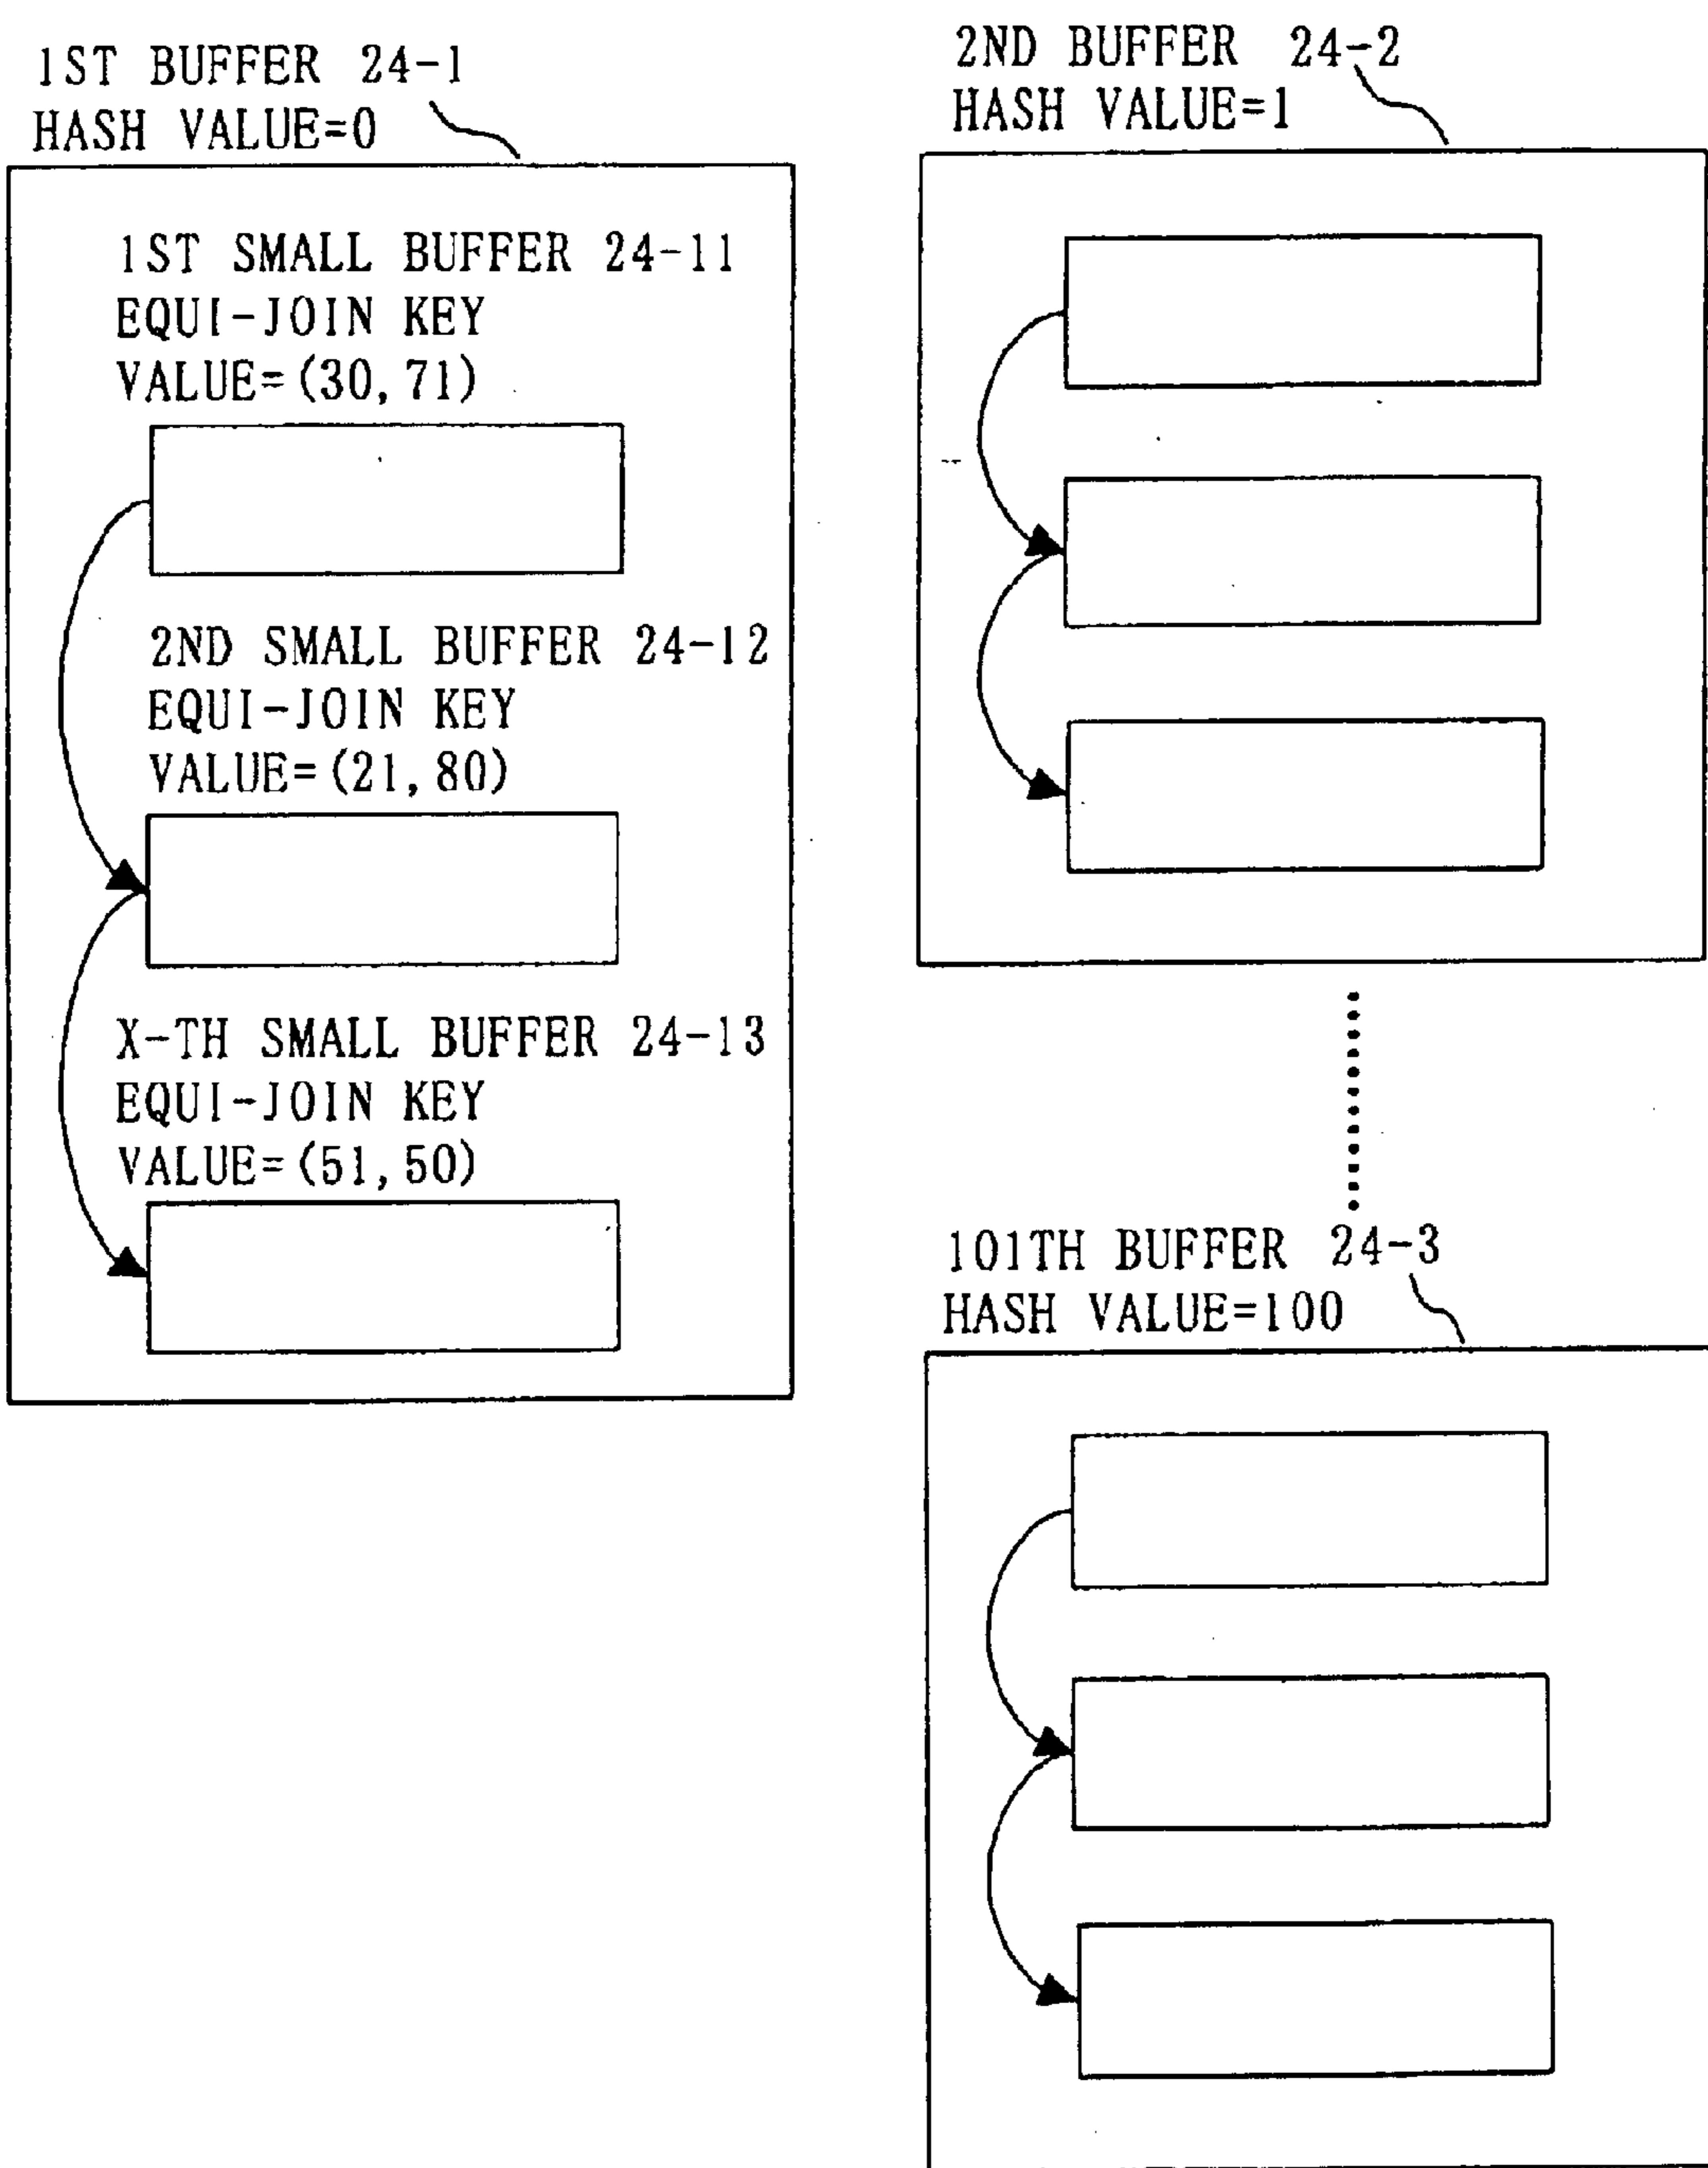 1ST BUFFER 24-1
HASH VALUE=0
1ST SMALL BUFFER 24-11
EQUI-JOIN KEY
VALUE=(30,71)
2ND SMALL BUFFER 24-12
EQUI-JOIN KEY
VALUE=(21,80)
X-TH SMALL BUFFER 24-13
EQUI-JOIN KEY
VALUE=(51,50)
2ND BUFFER 24-2
HASH VALUE=1
101TH BUFFER 24-3
HASH VALUE=100